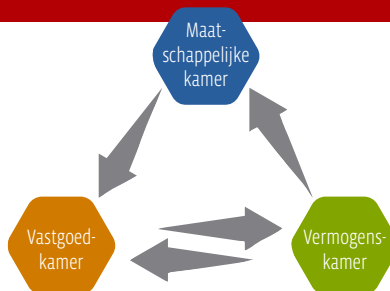 Maat-
schappelijke
kamer
Vastgoed-
kamer
Vermogens-
kamer